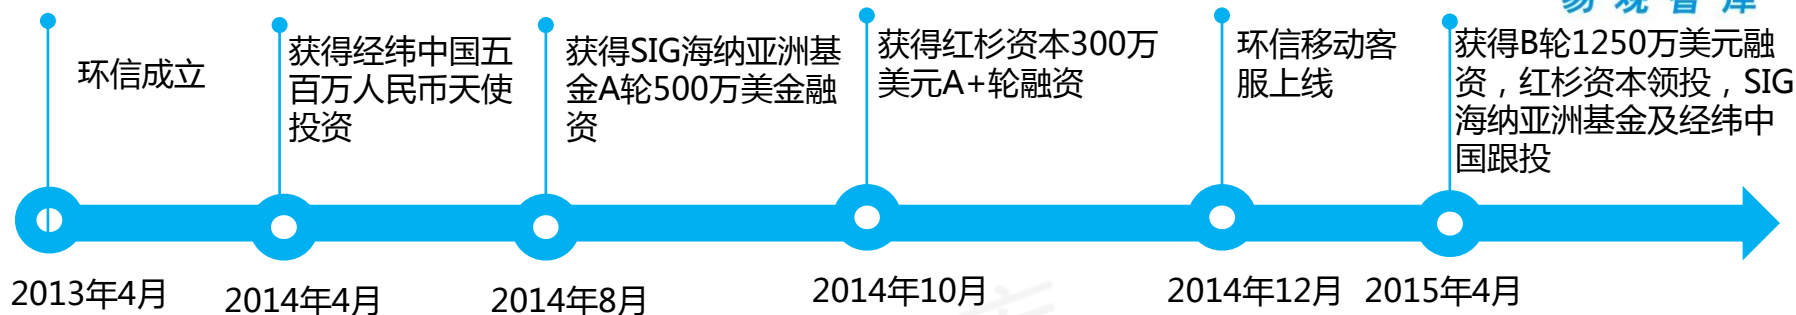 易观智库
环信成立
获得经纬中国五
百万人民币天使
投资
获得SIG海纳亚洲基
金A轮500万美金融
资
获得红杉资本300万
美元A+轮融资
环信移动客
服上线
获得B轮1250万美元融
资，红杉资本领投，SIG
海纳亚洲基金及经纬中
国跟投
2013年4月
2014年4月
2014年8月
2014年10月
2014年12月
2015年4月